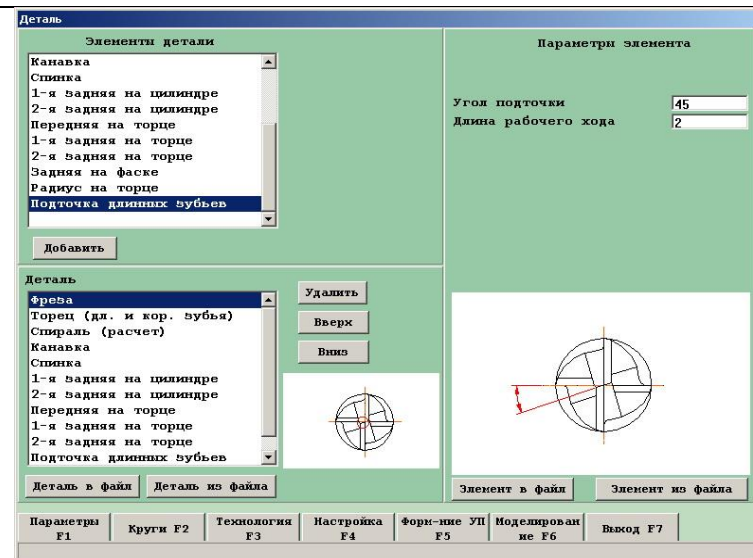 Деталь
Элементы детали
Канавка
Спинка
1-я задняя на цилиндре
2-я задняя на цилиндре
Передняя на торце
1-я задняя на торце
2-я задняя на торце
Задняя на фаске
Радиус на торце
Подточка длинных зубьев
Добавить
Параметры элемента
Угол подточки 45
Длина рабочего хода 2
Деталь
Фреза
Торец (дл. и кор. зубья)
Спираль (расчет)
Канавка
Спинка
1-я задняя на цилиндре
2-я задняя на цилиндре
Передняя на торце
1-я задняя на торце
2-я задняя на торце
Подточка длинных зубьев
Удалить
Вверх
Вниз
Деталь в файл Деталь из файла
Элемент в файл Элемент из файла
Параметры
F1
Круги F2
Технология
F3
Настройка
F4
Форм-ние УП
F5
Моделирован
ие F6
Выход F7